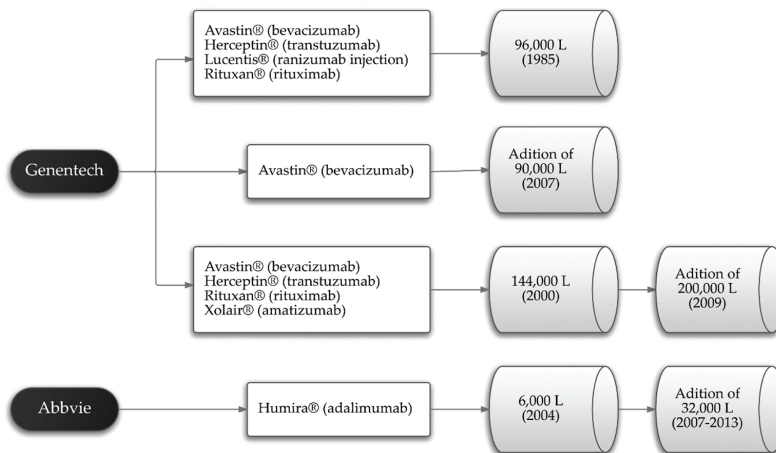 Avastin® (bevacizumab)
Herceptin® (transtuzumab)
Lucentis® (ranizumab injection)
Rituxan® (rituximab)
96,000 L
(1985)
Genentech
Avastin® (bevacizumab)
Adition of
90,000 L
(2007)
Avastin® (bevacizumab)
Herceptin® (transtuzumab)
Rituxan® (rituximab)
Xolair® (amatizumab)
144,000 L
(2000)
Adition of
200,000 L
(2009)
Abbvie
Humira® (adalimumab)
6,000 L
(2004)
Adition of
32,000 L
(2007-2013)